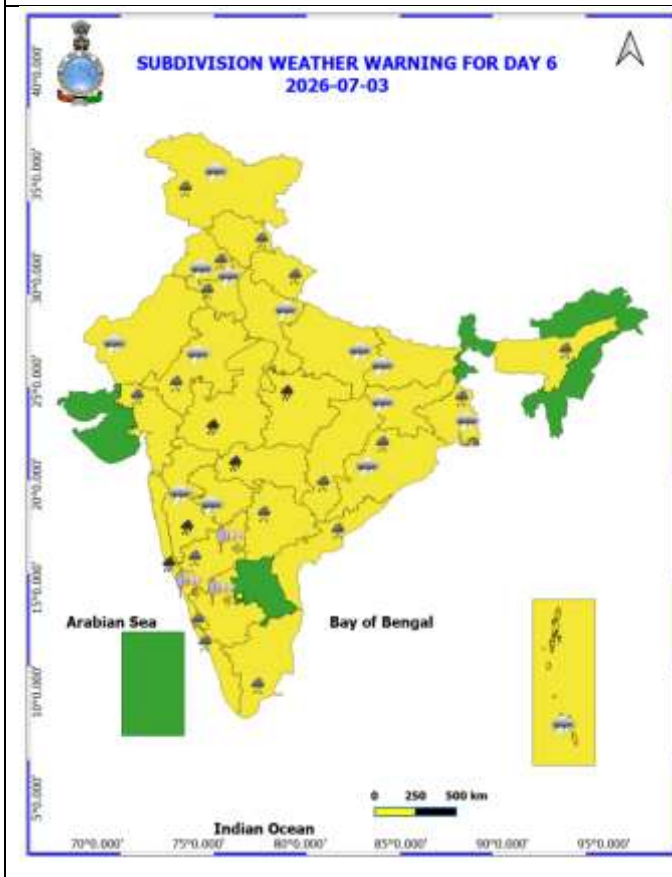 SUBDIVISION WEATHER WARNING FOR DAY 6
2026-07-03
40°0.000'
35°0.000'
30°0.000'
25°0.000'
20°0.000'
15°0.000'
10°0.000'
5°0.000'
Arabian Sea
Bay of Bengal
0 250 500 km
Indian Ocean
70°0.000' 75°0.000' 80°0.000' 85°0.000' 90°0.000' 95°0.000'